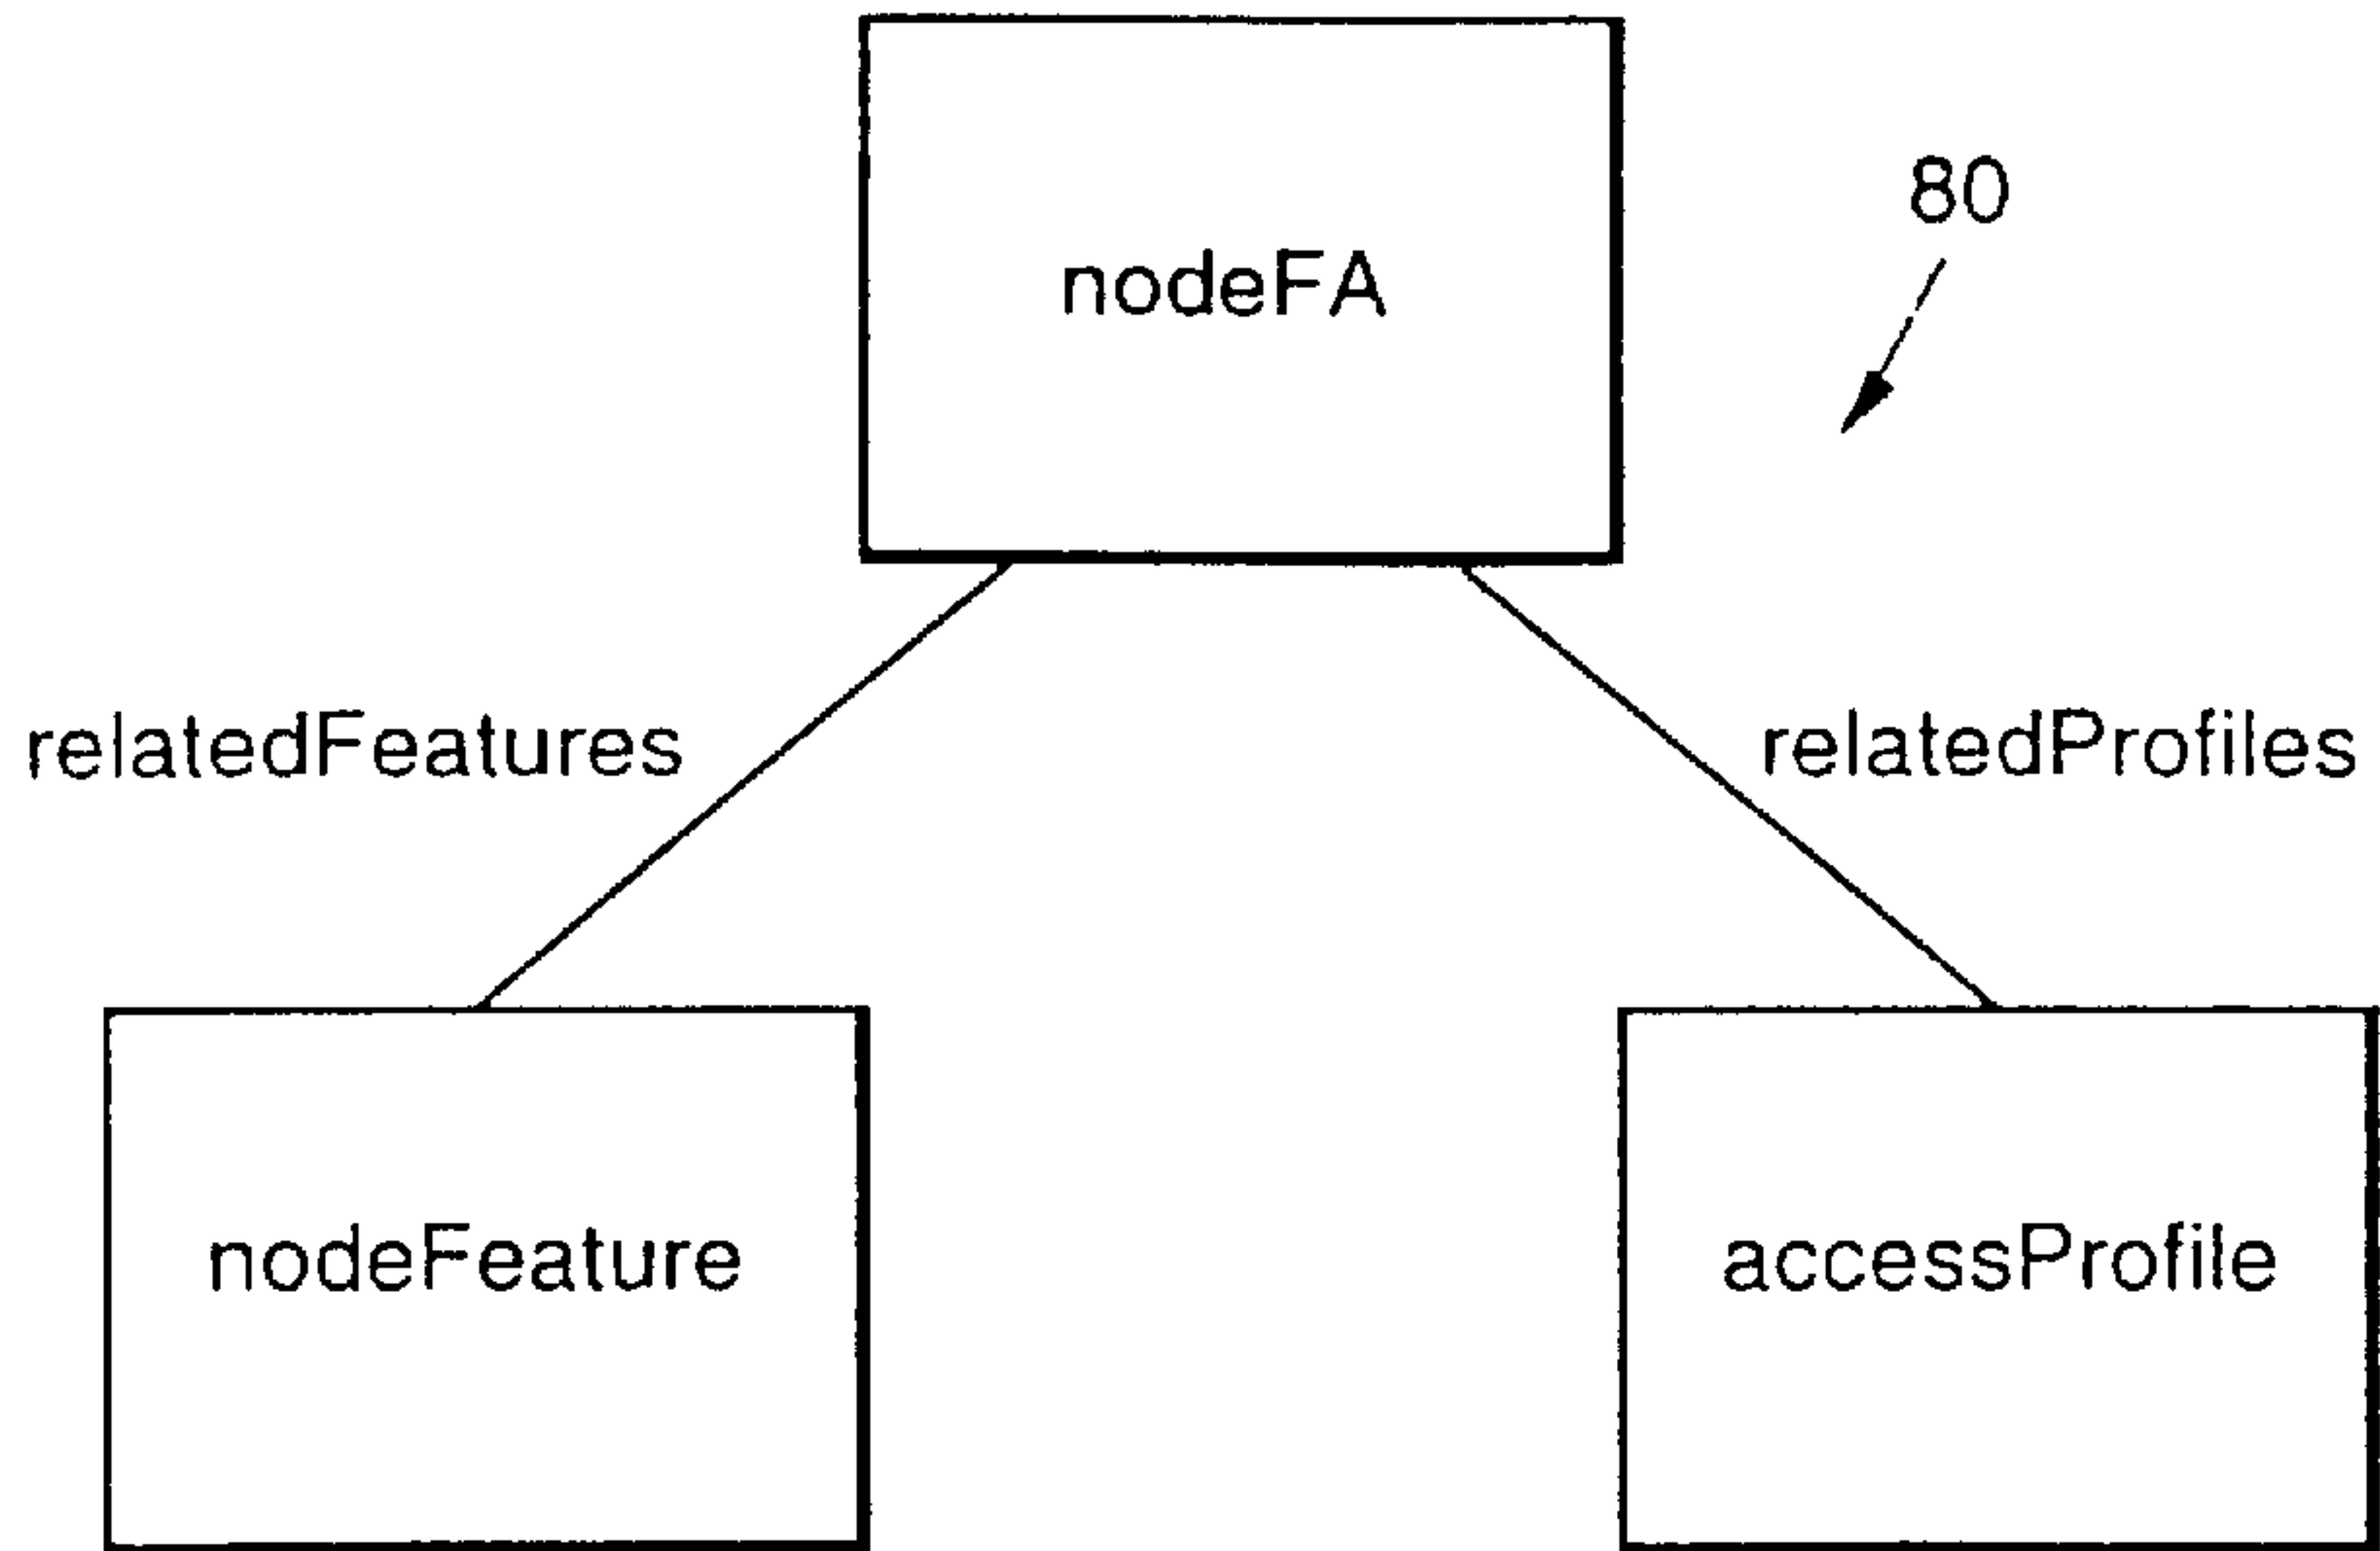 nodeFA
80
relatedFeatures
relatedProfiles
nodeFeature
accessProfile